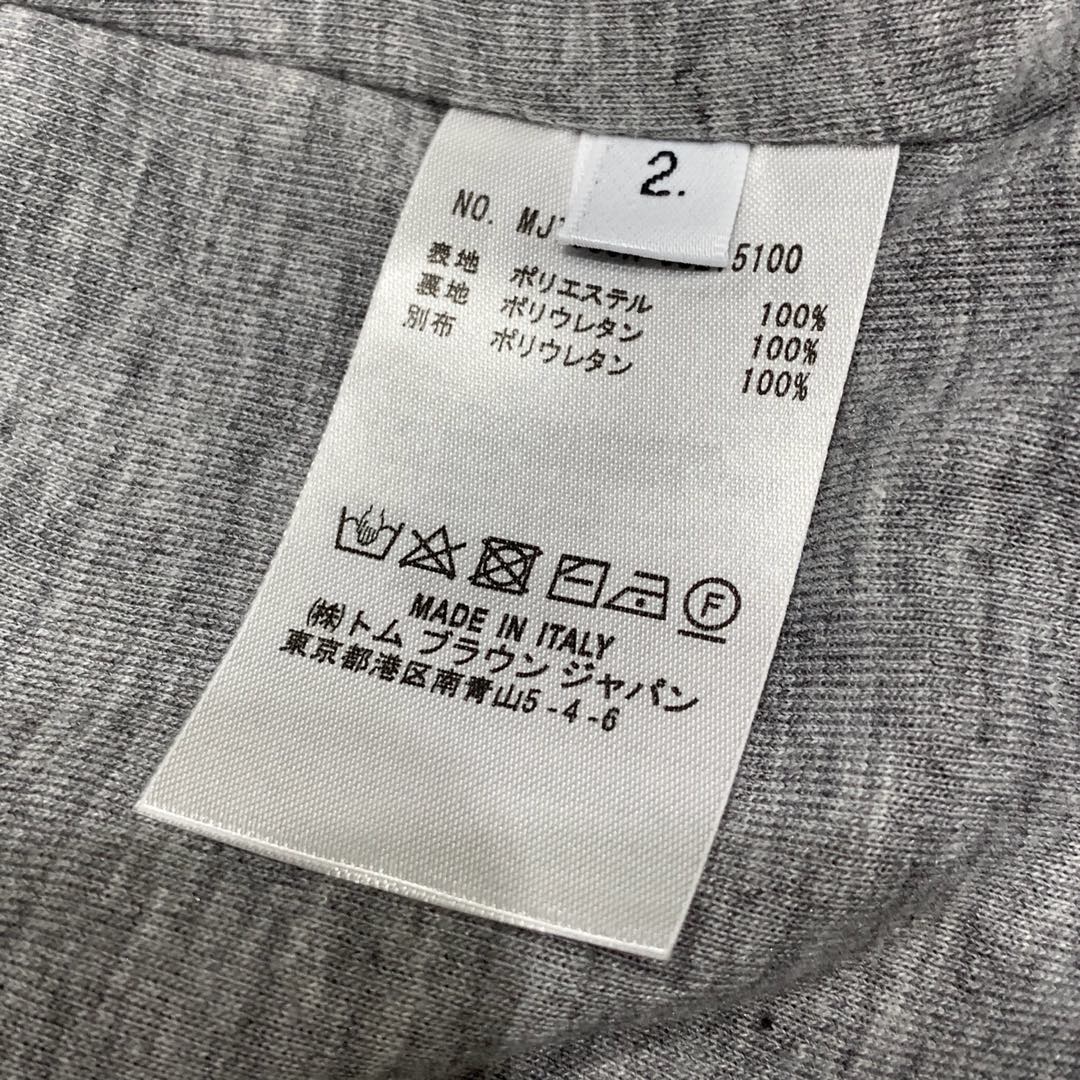 2.
NO. MJ 5100
表地 ポリエステル 100%
裏地 ポリウレタン 100%
別布 ポリウレタン 100%
F
MADE IN ITALY
㈱トム ブラウン ジャパン
東京都港区南青山5-4-6